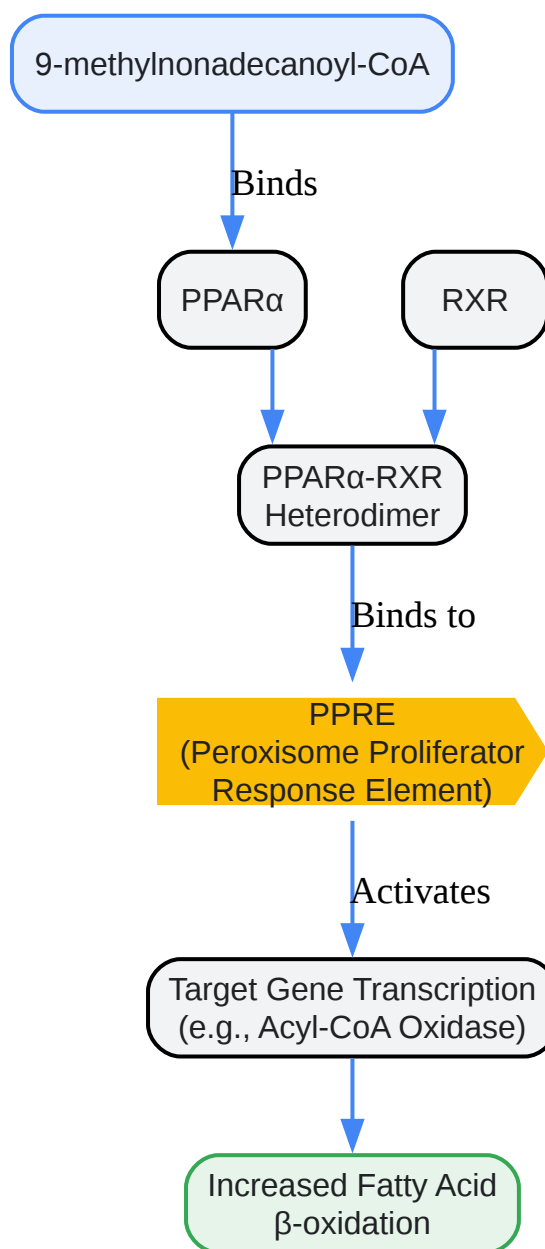 9-methylnonadecanoyl-CoA
Binds
PPARα
RXR
PPARα-RXR
Heterodimer
Binds to
PPRE
(Peroxisome Proliferator
Response Element)
Activates
Target Gene Transcription
(e.g., Acyl-CoA Oxidase)
Increased Fatty Acid
β-oxidation